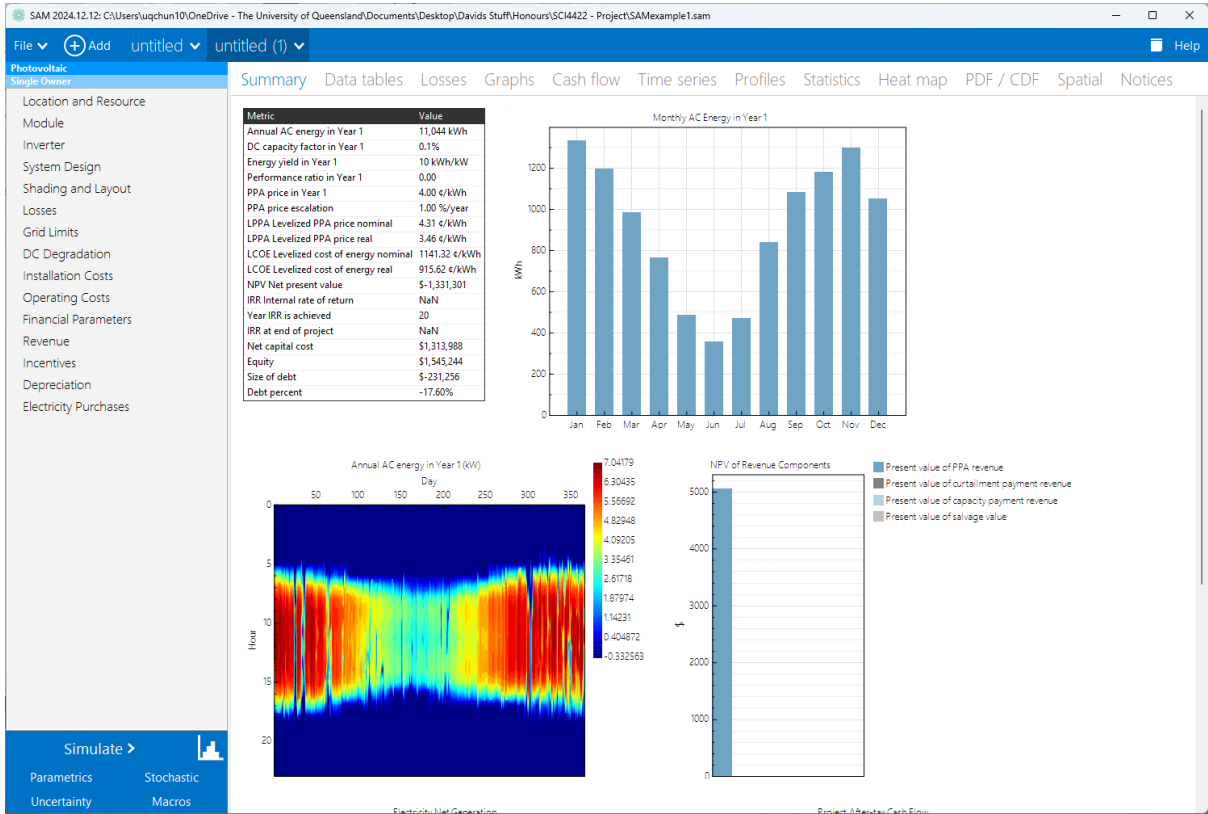 SAM 2024.12.12: C:\Users\uqchun10\OneDrive - The University of Queensland\Documents\Desktop\Davids Stuff\Honours\SCI4422 - Project\SAMexample1.sam
File Add untitled untitled (1) Help
Photovoltaic
Single Owner
Location and Resource
Module
Inverter
System Design
Shading and Layout
Losses
Grid Limits
DC Degradation
Installation Costs
Operating Costs
Financial Parameters
Revenue
Incentives
Depreciation
Electricity Purchases
Simulate >
Parametrics Stochastic
Uncertainty Macros
Summary Data tables Losses Graphs Cash flow Time series Profiles Statistics Heat map PDF / CDF Spatial Notices
Metric Value
Annual AC energy in Year 1 11,044 kWh
DC capacity factor in Year 1 0.1%
Energy yield in Year 1 10 kWh/kW
Performance ratio in Year 1 0.00
PPA price in Year 1 4.00 ¢/kWh
PPA price escalation 1.00 %/year
LPPA Levelized PPA price nominal 4.31 ¢/kWh
LPPA Levelized PPA price real 3.46 ¢/kWh
LCOE Levelized cost of energy nominal 1141.32 ¢/kWh
LCOE Levelized cost of energy real 915.62 ¢/kWh
NPV Net present value $-1,331,301
IRR Internal rate of return NaN
Year IRR is achieved 20
IRR at end of project NaN
Net capital cost $1,313,988
Equity $1,545,244
Size of debt $-231,256
Debt percent -17.60%
Monthly AC Energy in Year 1
kWh
1200
1000
800
600
400
200
0
Jan Feb Mar Apr May Jun Jul Aug Sep Oct Nov Dec
Annual AC energy in Year 1 (kW)
Day
50 100 150 200 250 300 350
Hour
0
5
10
15
20
7.04179
6.30435
5.56692
4.82948
4.09205
3.35461
2.61718
1.87974
1.14231
0.404872
-0.332563
NPV of Revenue Components
$
5000
4000
3000
2000
1000
0
Present value of PPA revenue
Present value of curtailment payment revenue
Present value of capacity payment revenue
Present value of salvage value
Electricity Net Generation
Project After-tax Cash Flow